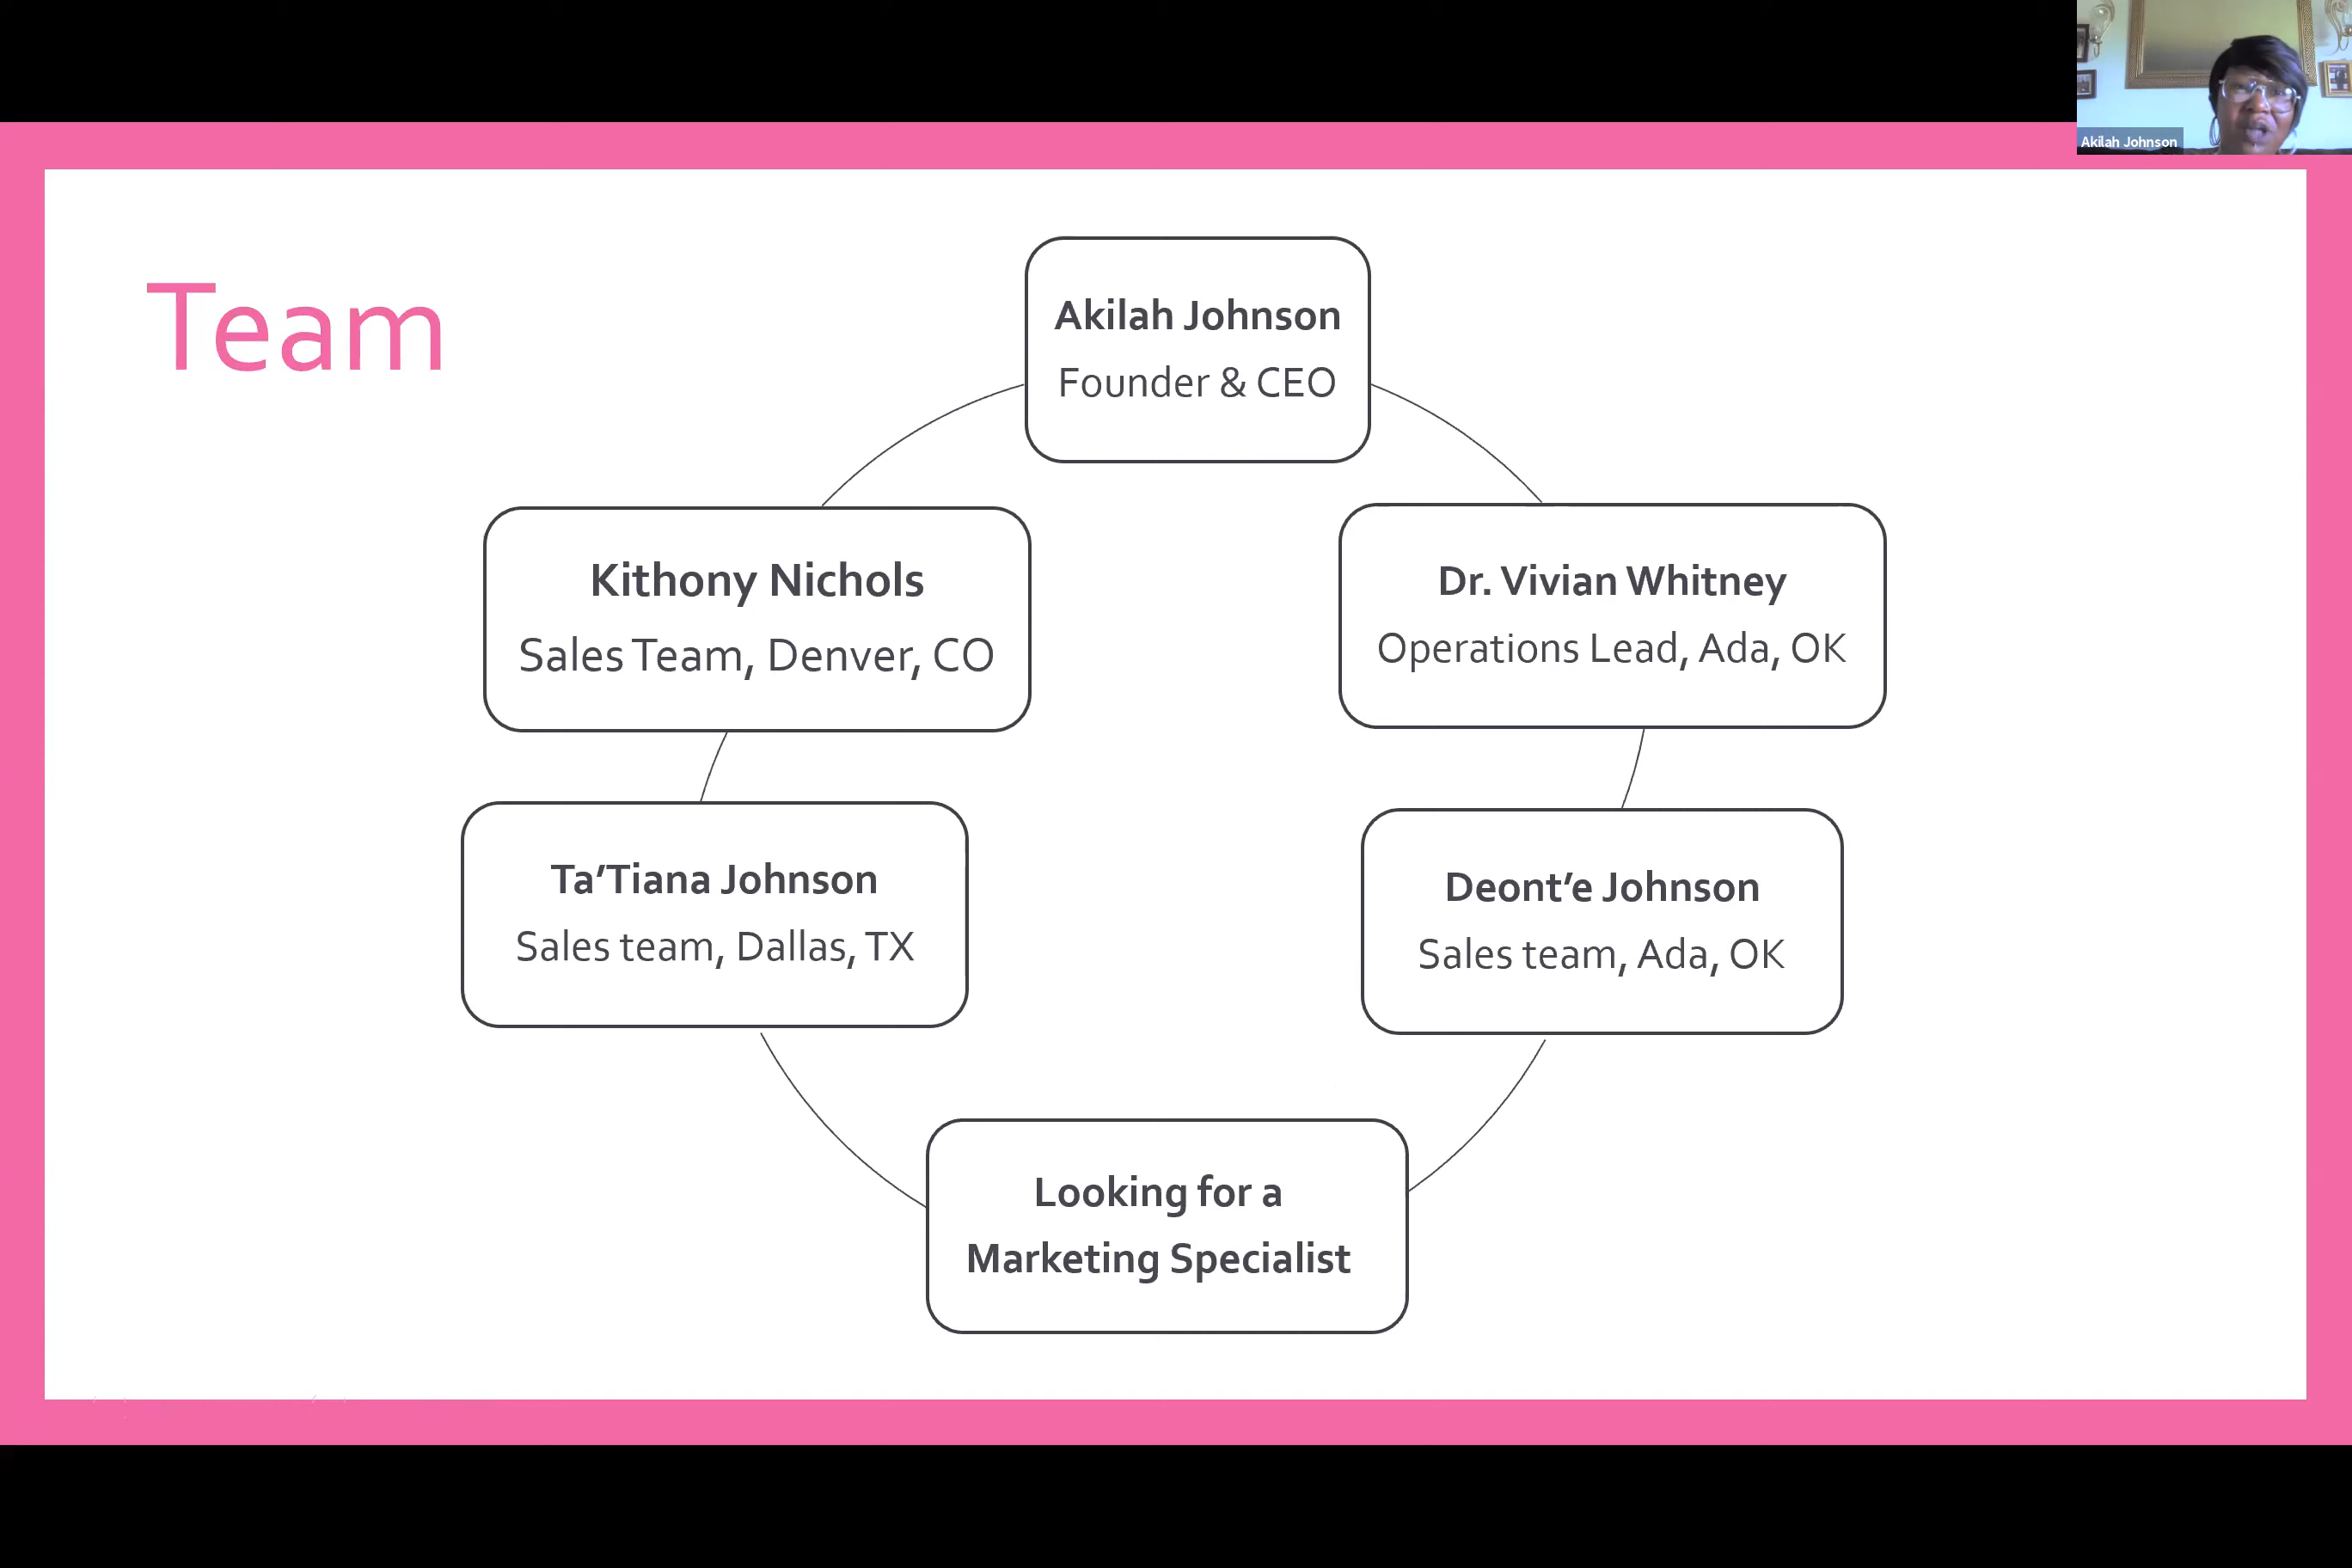 Akilah Johnson
Team
Akilah Johnson
Founder & CEO
Kithony Nichols
Sales Team, Denver, CO
Dr. Vivian Whitney
Operations Lead, Ada, OK
Ta’Tiana Johnson
Sales team, Dallas, TX
Deont’e Johnson
Sales team, Ada, OK
Looking for a
Marketing Specialist